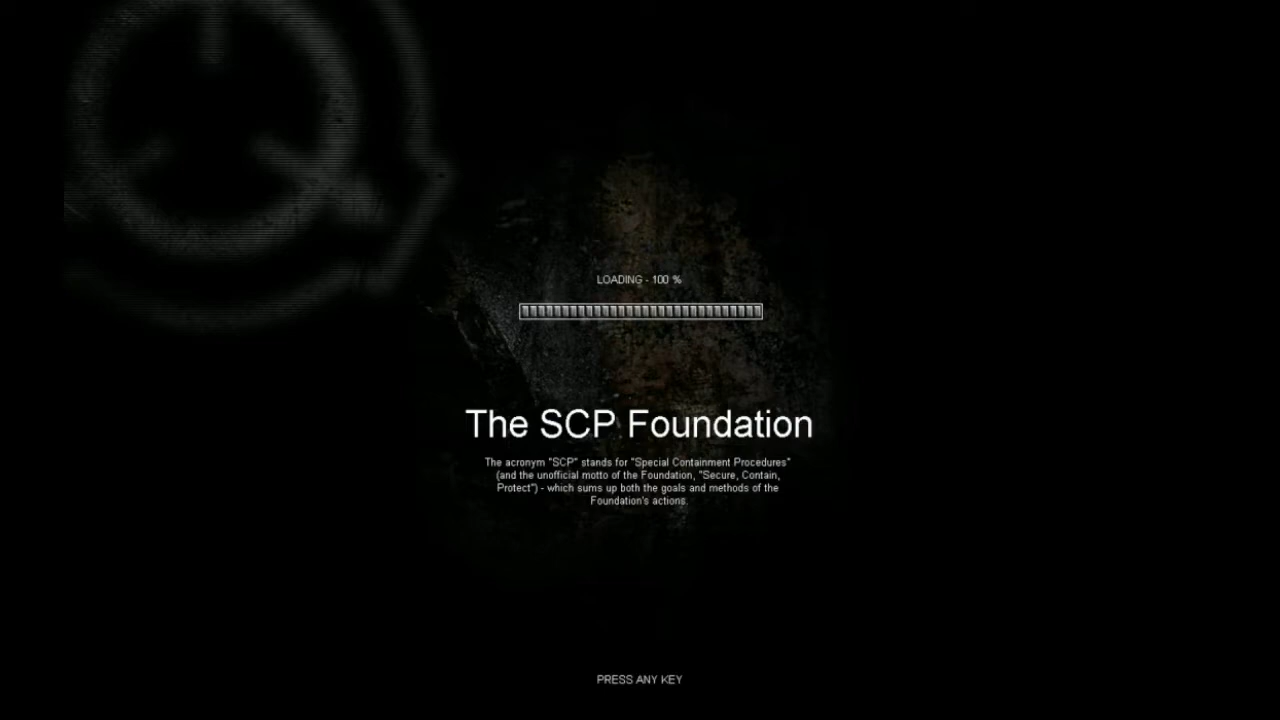 LOADING - 100 %
The SCP Foundation
The acronym "SCP" stands for "Special Containment Procedures"
(and the unofficial motto of the Foundation, "Secure, Contain,
Protect") - which sums up both the goals and methods of the
Foundation's actions.
PRESS ANY KEY